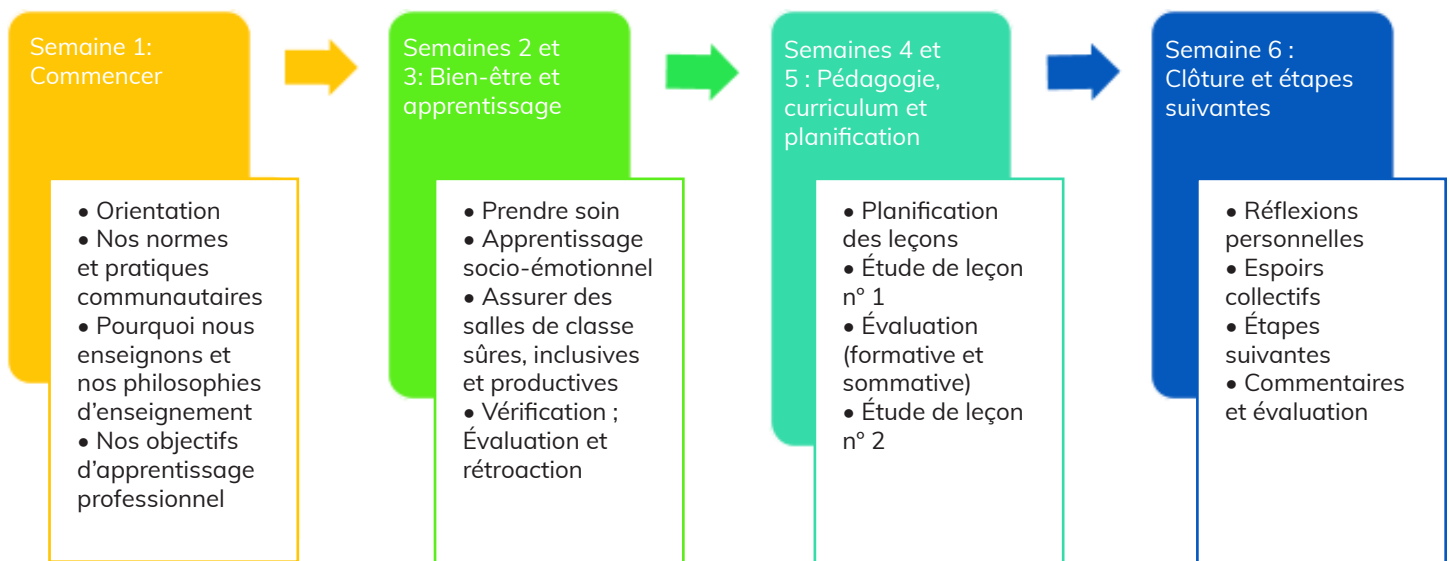 Semaine 1:
Commencer
• Orientation
• Nos normes
et pratiques
communautaires
• Pourquoi nous
enseignons et
nos philosophies
d’enseignement
• Nos objectifs
d’apprentissage
professionnel
Semaines 2 et
3: Bien-être et
apprentissage
• Prendre soin
• Apprentissage
socio-émotionnel
• Assurer des
salles de classe
sûres, inclusives
et productives
• Vérification ;
Évaluation et
rétroaction
Semaines 4 et
5 : Pédagogie,
curriculum et
planification
• Planification
des leçons
• Étude de leçon
n° 1
• Évaluation
(formative et
sommative)
• Étude de leçon
n° 2
Semaine 6 :
Clôture et étapes
suivantes
• Réflexions
personnelles
• Espoirs
collectifs
• Étapes
suivantes
• Commentaires
et évaluation